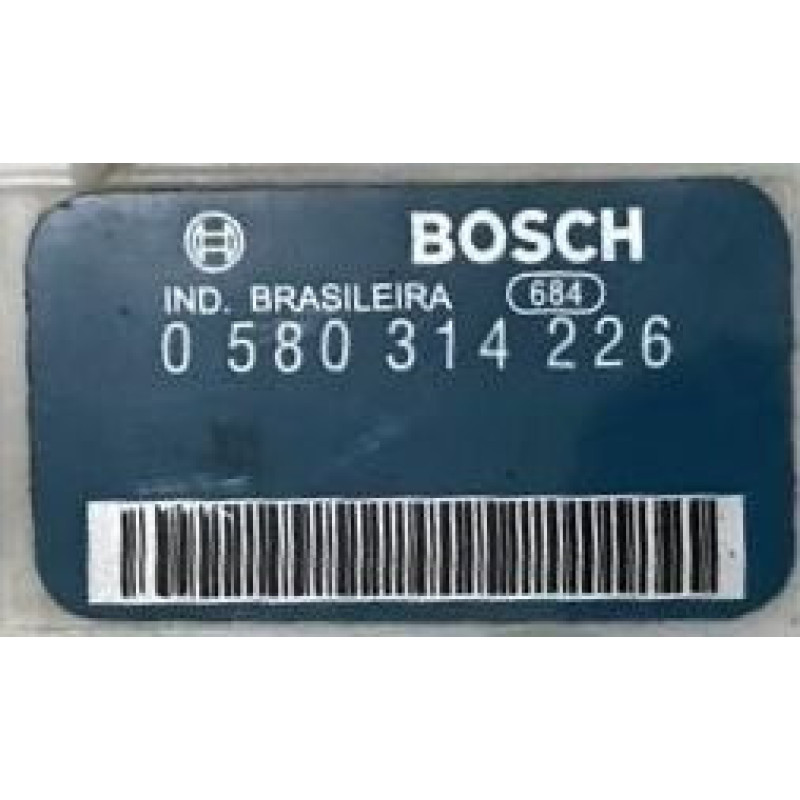 BOSCH
IND. BRASILEIRA 684
0 580 314 226